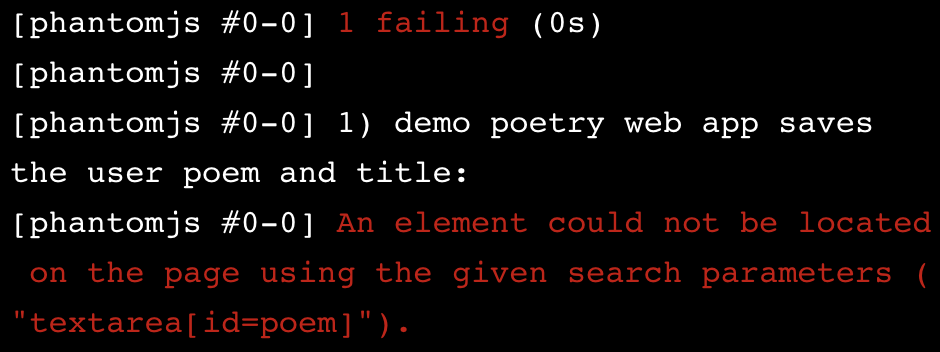 [phantomjs #0-0] 1 failing (0s)
[phantomjs #0-0]
[phantomjs #0-0] 1) demo poetry web app saves
the user poem and title:
[phantomjs #0-0] An element could not be located
on the page using the given search parameters (
"textarea[id=poem]").